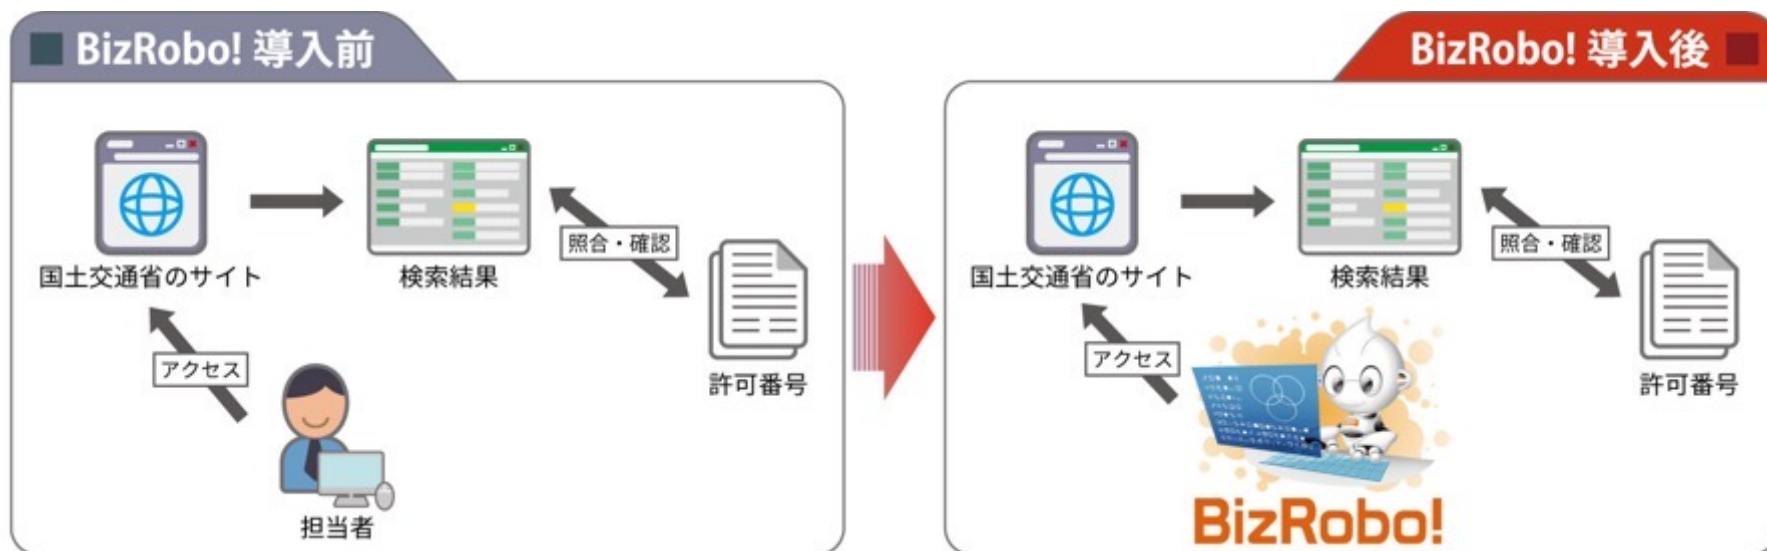 BizRobo! 導入前
国土交通省のサイト
検索結果
照合・確認
許可番号
アクセス
担当者
BizRobo! 導入後
国土交通省のサイト
検索結果
照合・確認
許可番号
アクセス
BizRobo!